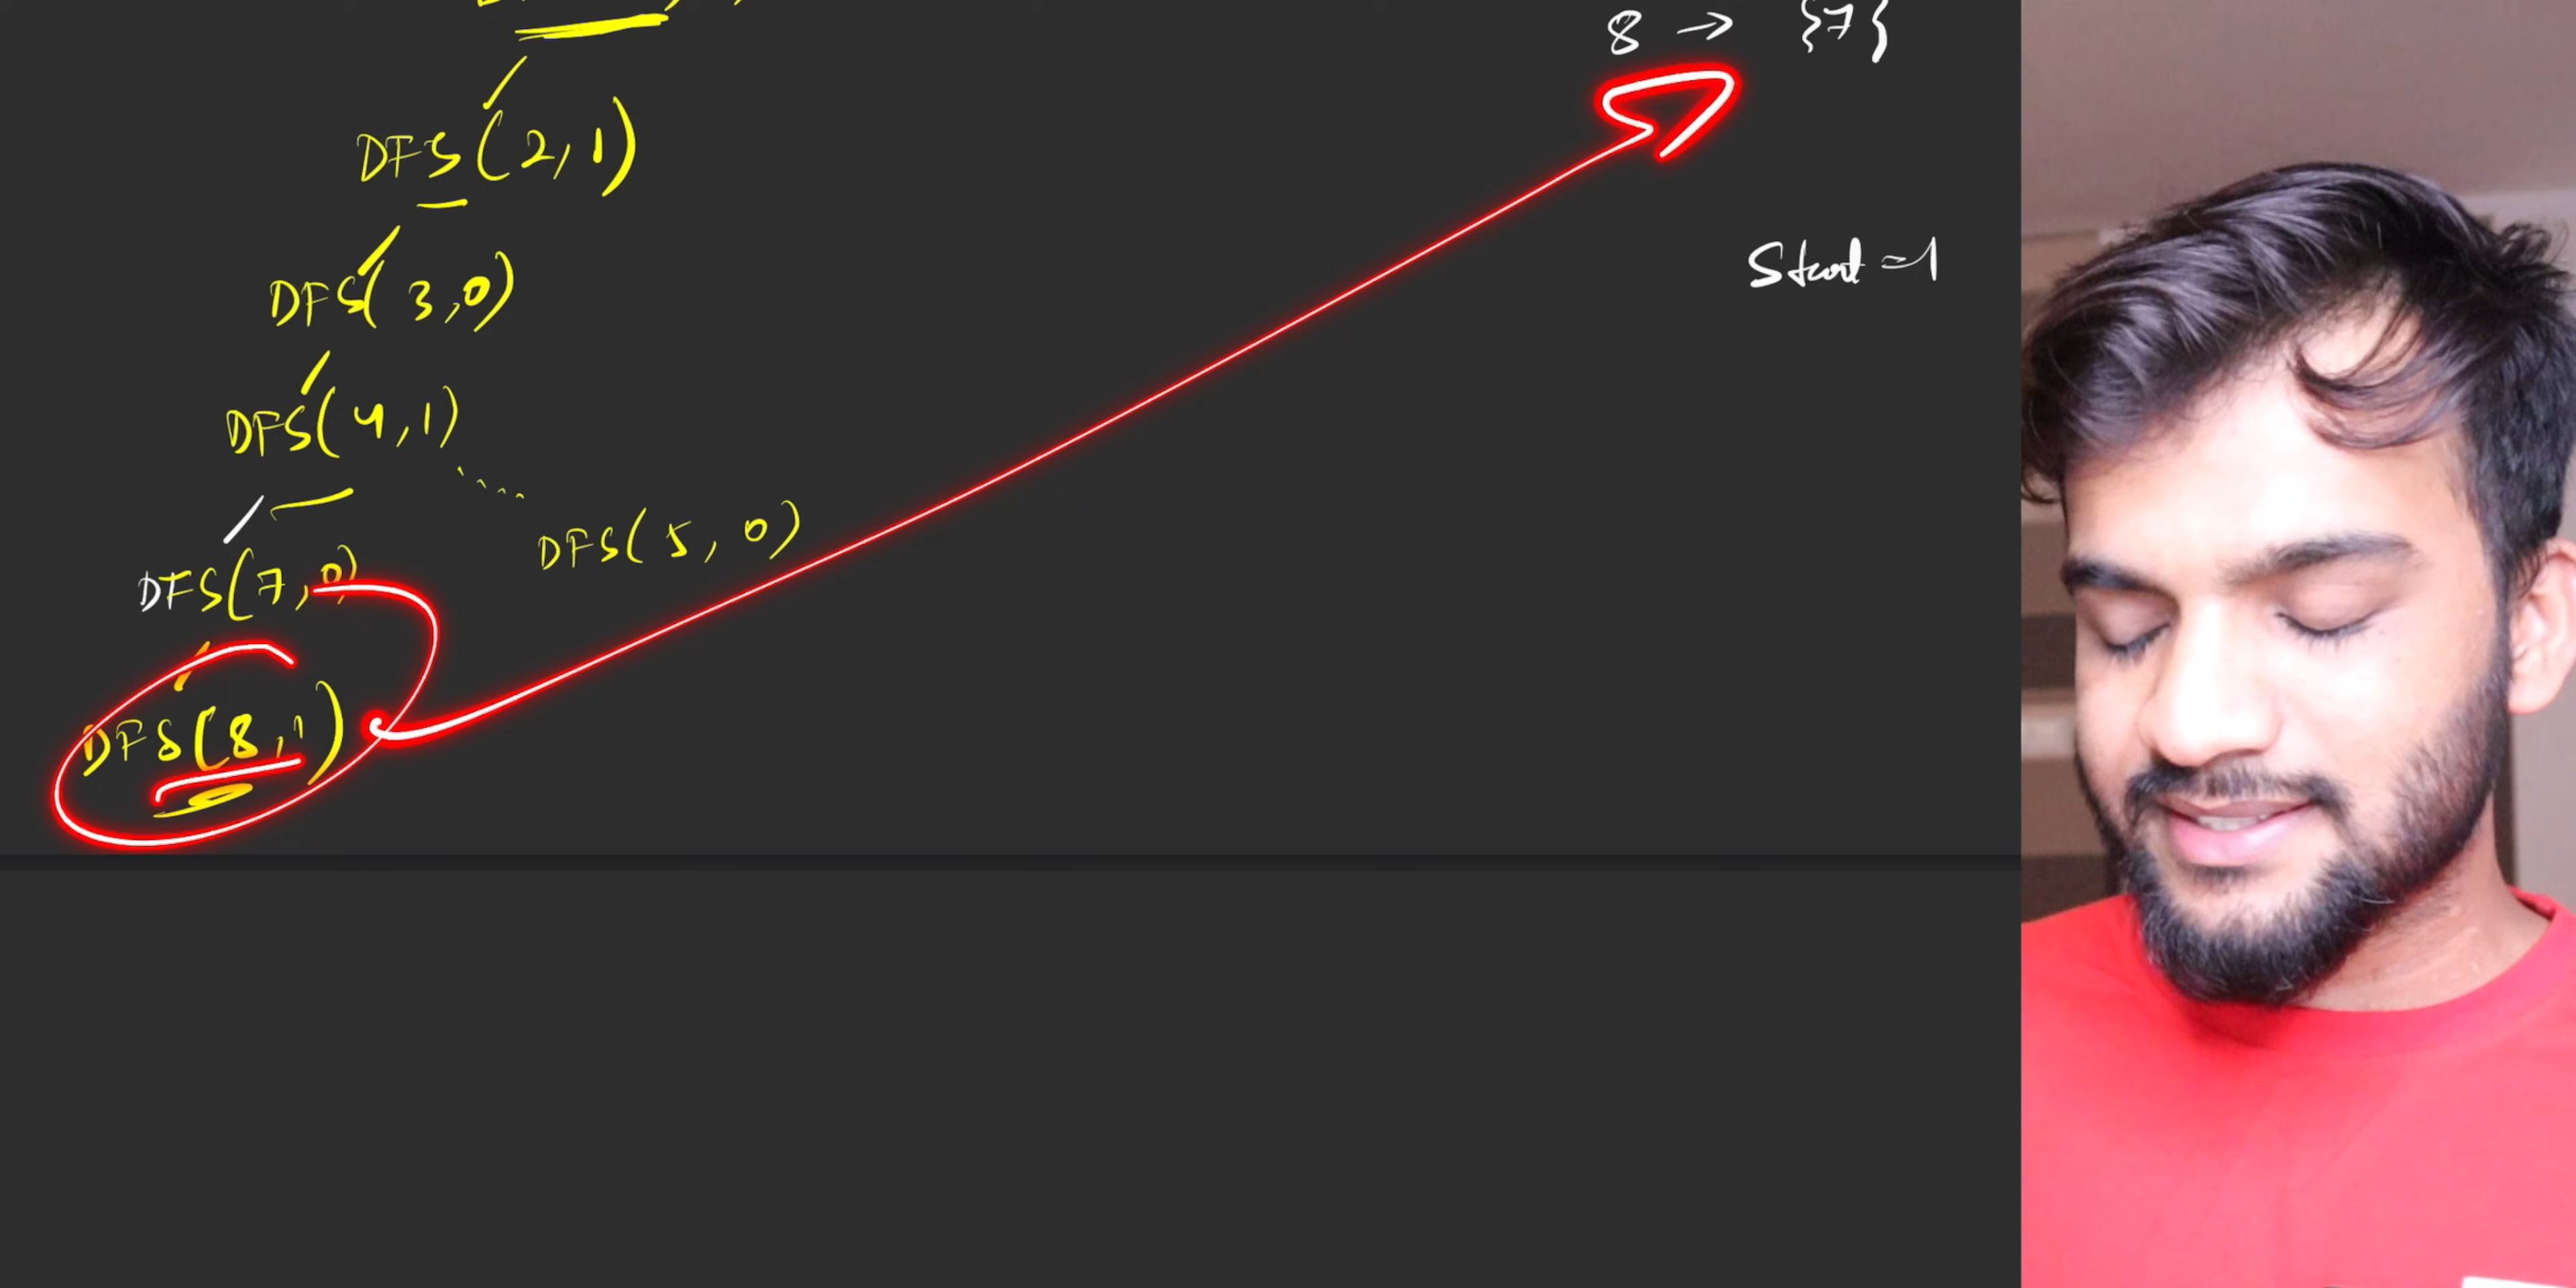 8 → {7}
DFS(2,1)
Start = 1
DFS(3,0)
DFS(4,1)
DFS(5,0)
DFS(7,0)
DFS(8,1)